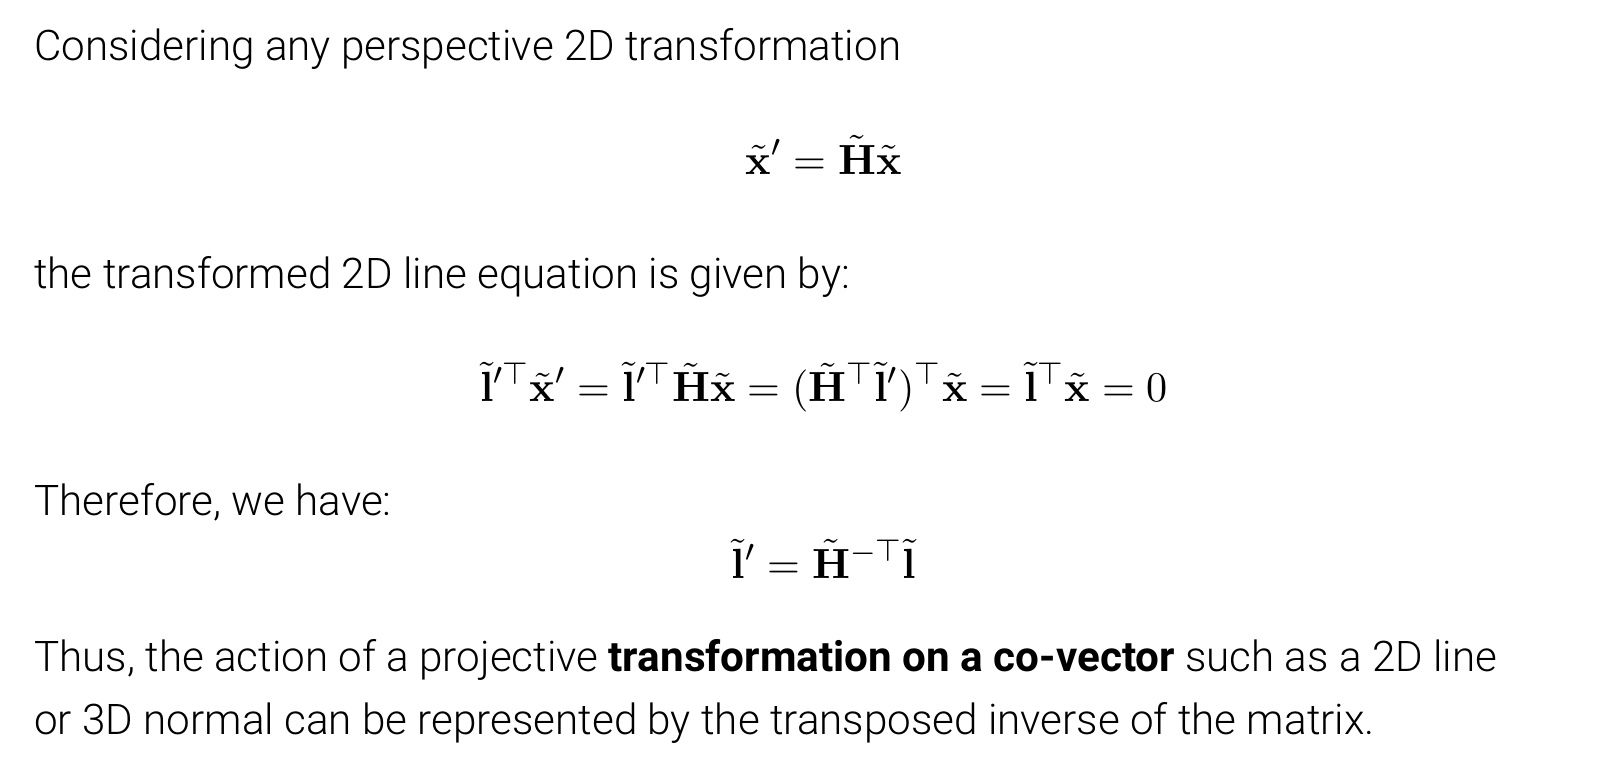 Considering any perspective 2D transformation
x̃′ = H̃x̃
the transformed 2D line equation is given by:
l̃′⊤x̃′ = l̃′⊤H̃x̃ = (H̃⊤l̃′)⊤x̃ = l̃⊤x̃ = 0
Therefore, we have:
l̃′ = H̃−⊤l̃
Thus, the action of a projective transformation on a co-vector such as a 2D line
or 3D normal can be represented by the transposed inverse of the matrix.